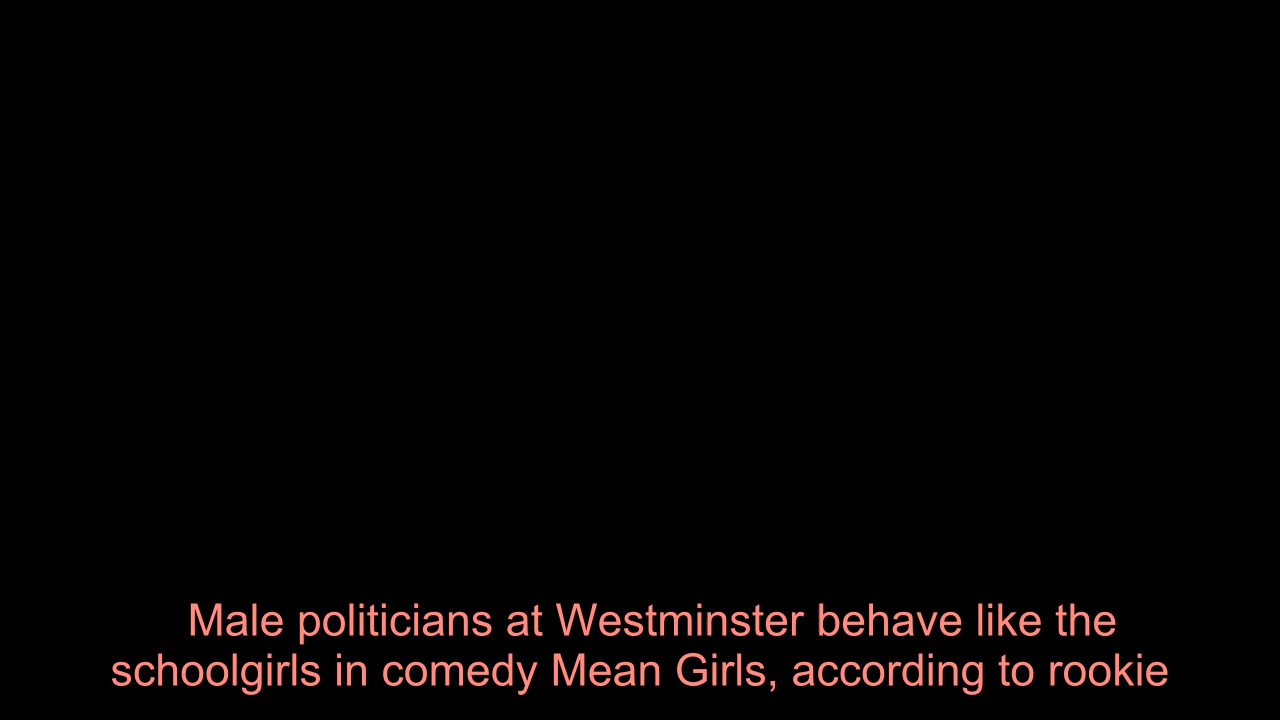 Male politicians at Westminster behave like the
schoolgirls in comedy Mean Girls, according to rookie